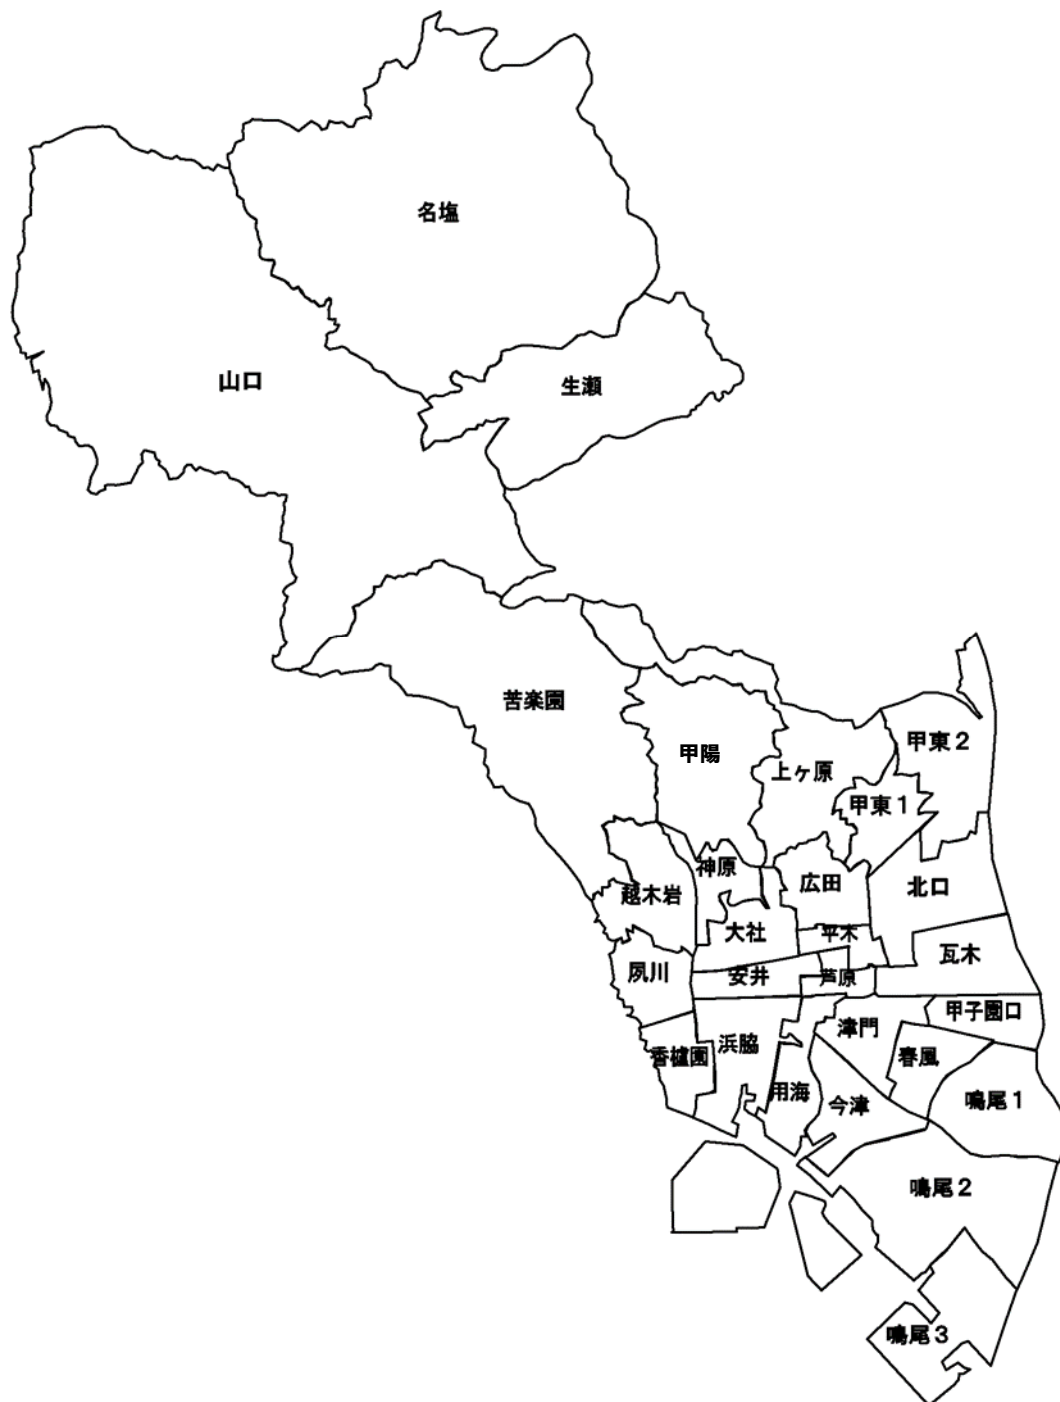 名塩
山口
生瀬
苦楽園
甲東２
甲陽
上ヶ原
甲東１
神原
広田
北口
越木岩
大社
平木
瓦木
夙川
安井
芦原
甲子園口
津門
浜脇
香櫨園
春風
用海
今津
鳴尾１
鳴尾２
鳴尾３